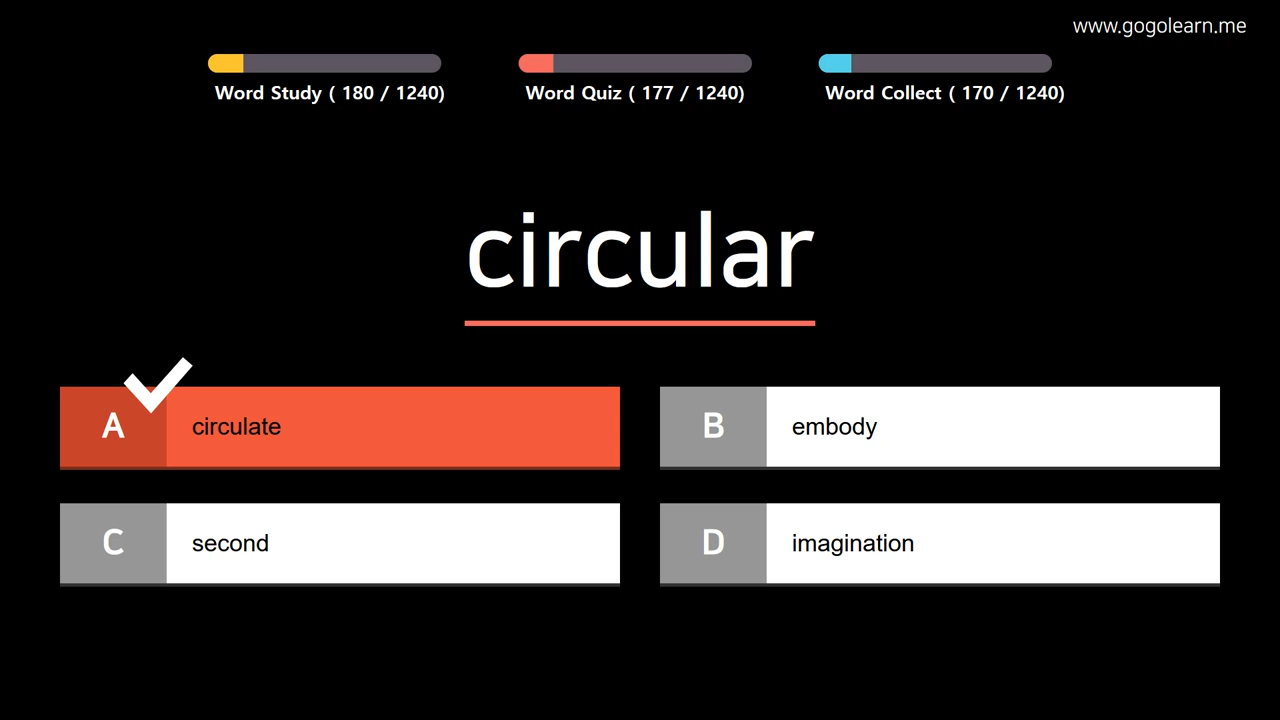 www.gogolearn.me
Word Study ( 180 / 1240)
Word Quiz ( 177 / 1240)
Word Collect ( 170 / 1240)
circular
A circulate
B embody
C second
D imagination